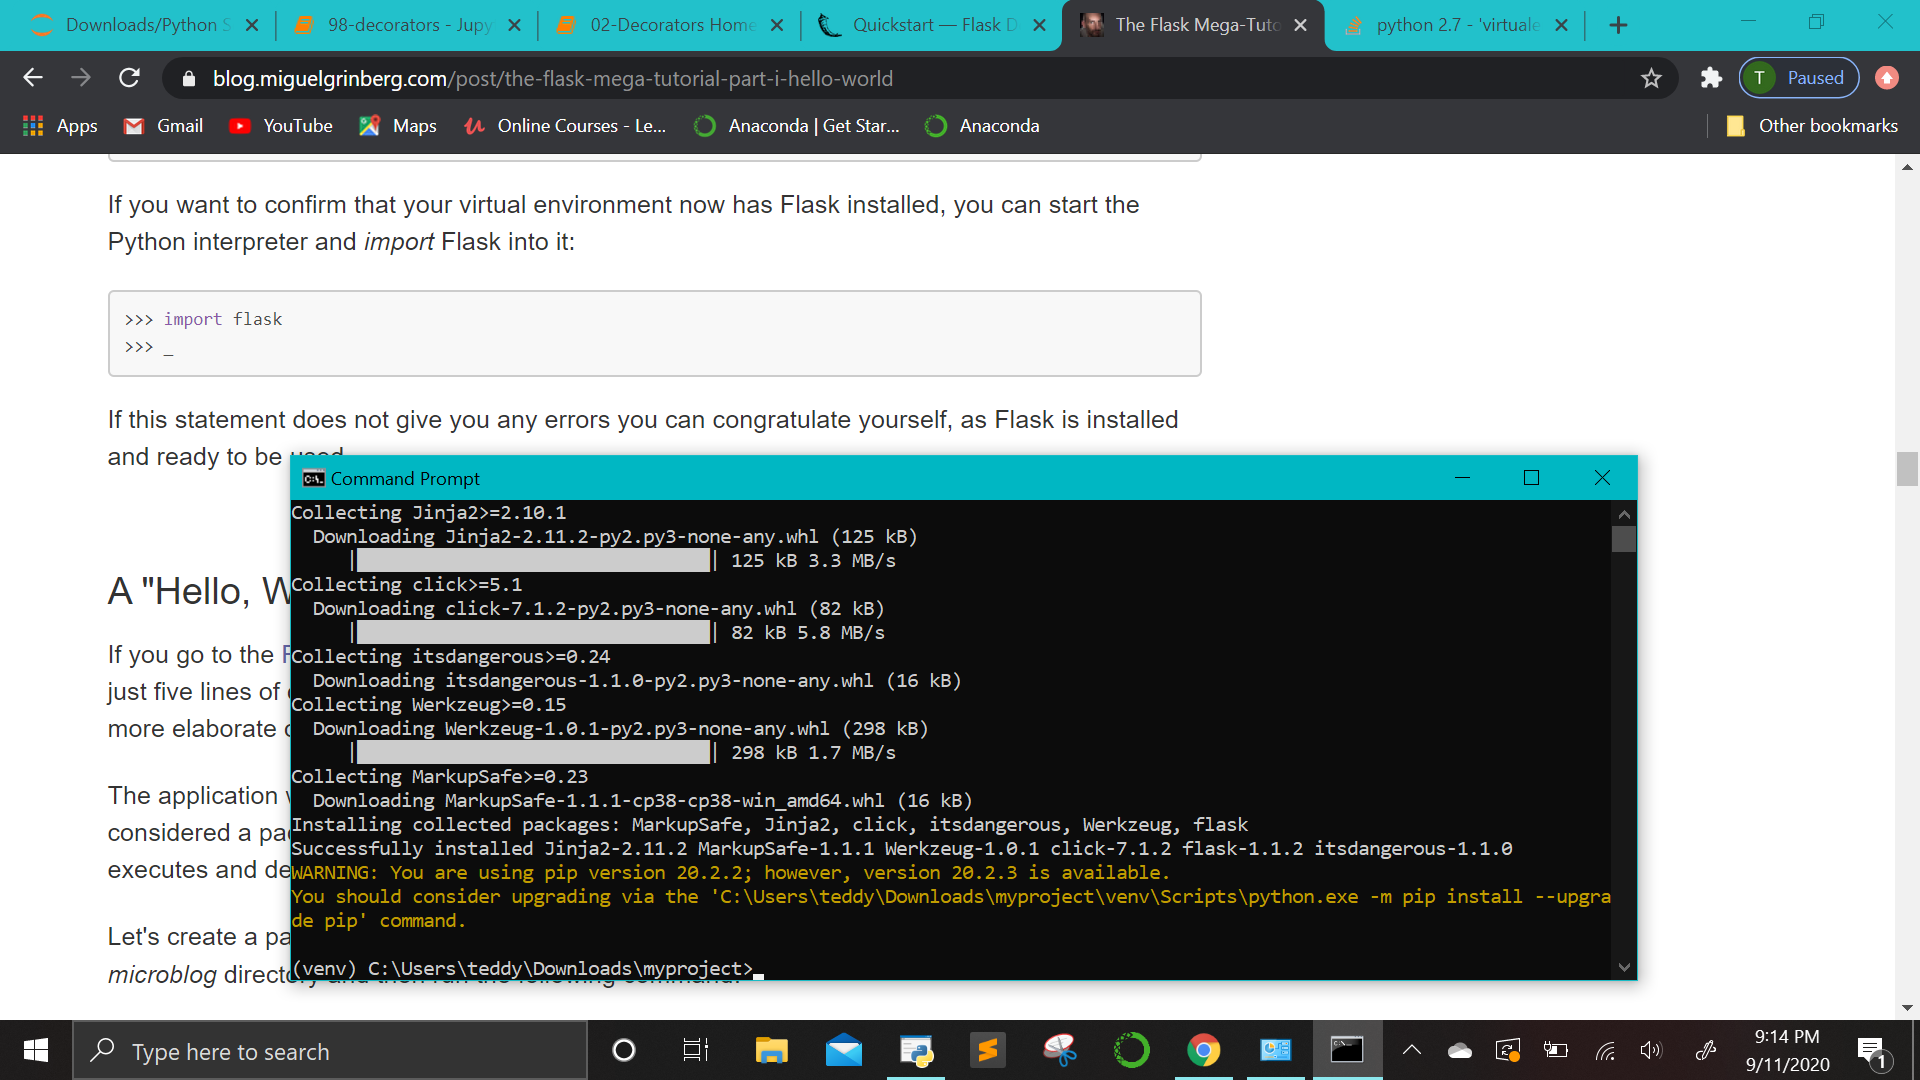 Downloads/Python S
98-decorators - Jupy
02-Decorators Home
Quickstart — Flask D
The Flask Mega-Tuto
python 2.7 - 'virtuale
blog.miguelgrinberg.com/post/the-flask-mega-tutorial-part-i-hello-world
T Paused
Apps
Gmail
YouTube
Maps
Online Courses - Le...
Anaconda | Get Star...
Anaconda
Other bookmarks
If you want to confirm that your virtual environment now has Flask installed, you can start the
Python interpreter and import Flask into it:
>>> import flask
>>> _
If this statement does not give you any errors you can congratulate yourself, as Flask is installed
and ready to be used
A "Hello, W
If you go to the F
just five lines of
more elaborate
The application
considered a pa
executes and de
Let's create a pa
microblog directory and then run the following command:
Command Prompt
Collecting Jinja2>=2.10.1
Downloading Jinja2-2.11.2-py2.py3-none-any.whl (125 kB)
| | 125 kB 3.3 MB/s
Collecting click>=5.1
Downloading click-7.1.2-py2.py3-none-any.whl (82 kB)
| | 82 kB 5.8 MB/s
Collecting itsdangerous>=0.24
Downloading itsdangerous-1.1.0-py2.py3-none-any.whl (16 kB)
Collecting Werkzeug>=0.15
Downloading Werkzeug-1.0.1-py2.py3-none-any.whl (298 kB)
| | 298 kB 1.7 MB/s
Collecting MarkupSafe>=0.23
Downloading MarkupSafe-1.1.1-cp38-cp38-win_amd64.whl (16 kB)
Installing collected packages: MarkupSafe, Jinja2, click, itsdangerous, Werkzeug, flask
Successfully installed Jinja2-2.11.2 MarkupSafe-1.1.1 Werkzeug-1.0.1 click-7.1.2 flask-1.1.2 itsdangerous-1.1.0
WARNING: You are using pip version 20.2.2; however, version 20.2.3 is available.
You should consider upgrading via the 'C:\Users\teddy\Downloads\myproject\venv\Scripts\python.exe -m pip install --upgra
de pip' command.
(venv) C:\Users\teddy\Downloads\myproject>
Type here to search
9:14 PM
9/11/2020
1